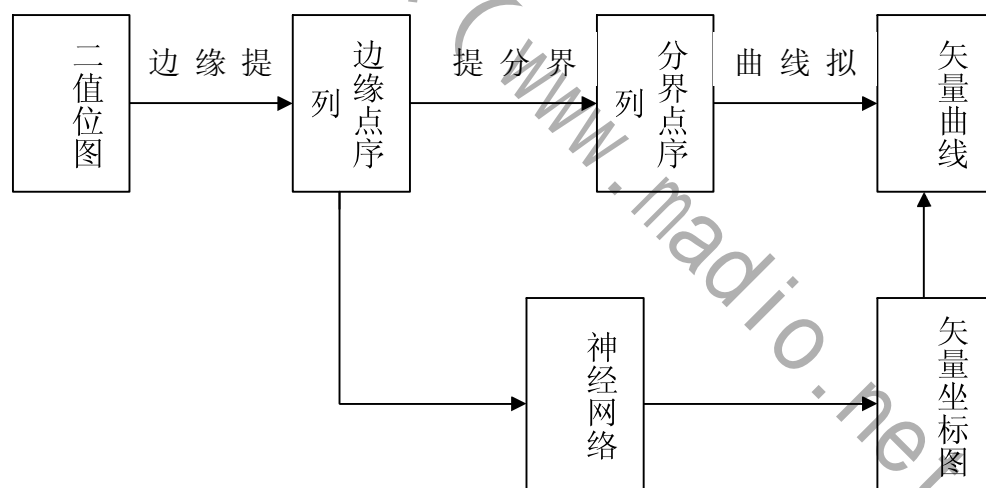 二值位图
边 缘 提
边缘点序
列
提 分 界
分界点序
列
曲 线 拟
矢量曲线
神经网络
矢量坐标图
(www.madio.net